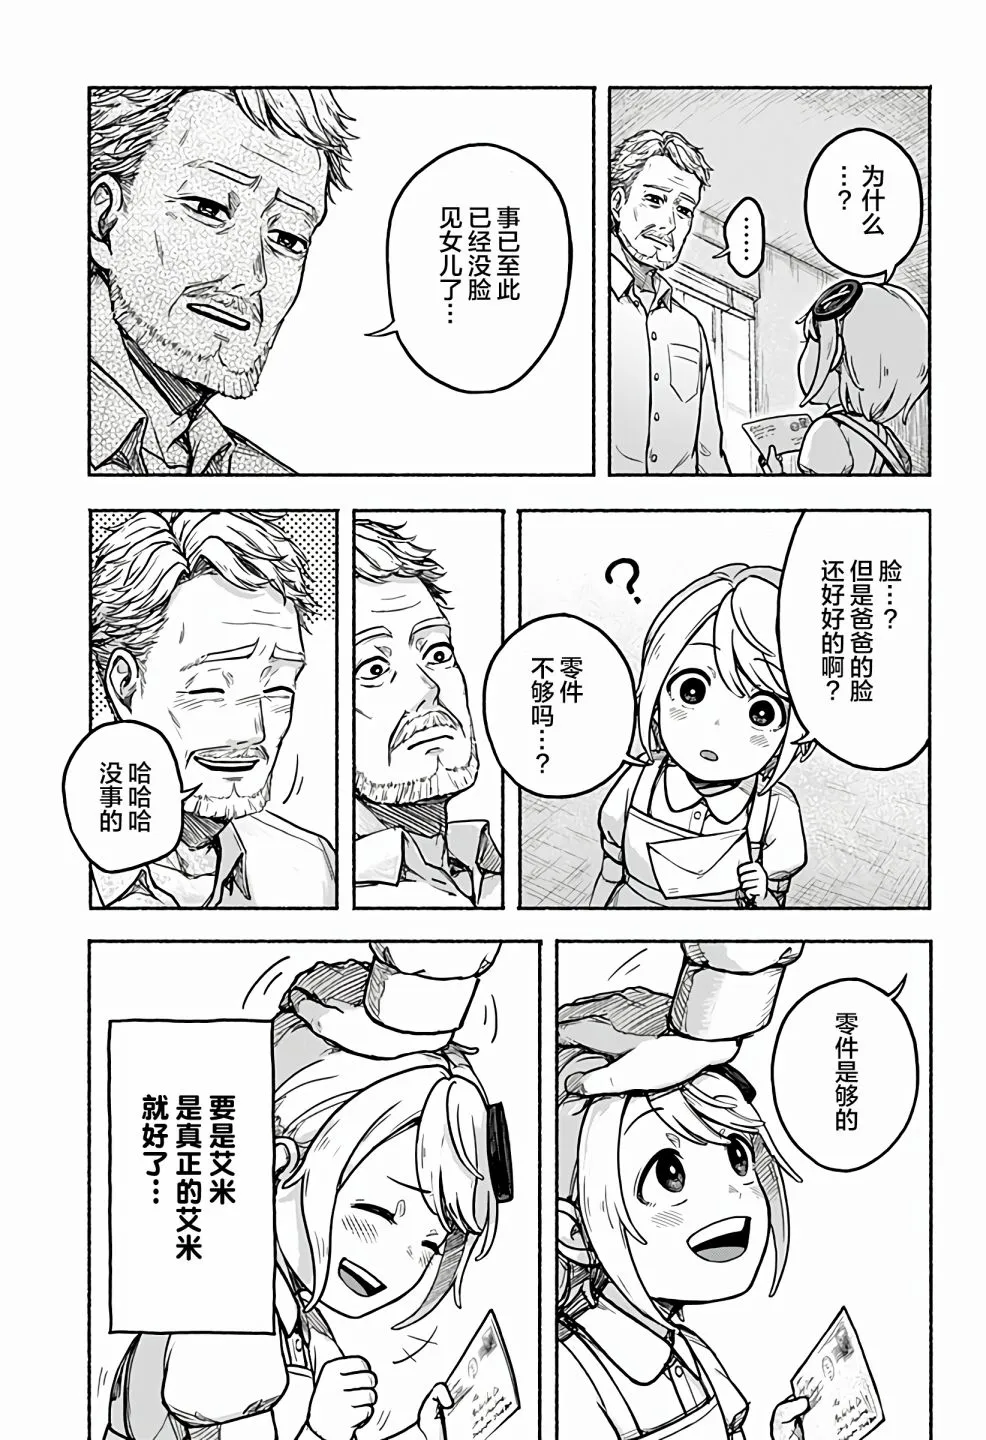 为什么
…？
……
事已至此
已经没脸
见女儿了…
脸…？
但是爸爸的脸
还好好的啊？
？
零件
不够吗…？
哈哈哈
没事的
零件是够的
要是艾米
是真正的艾米
就好了…